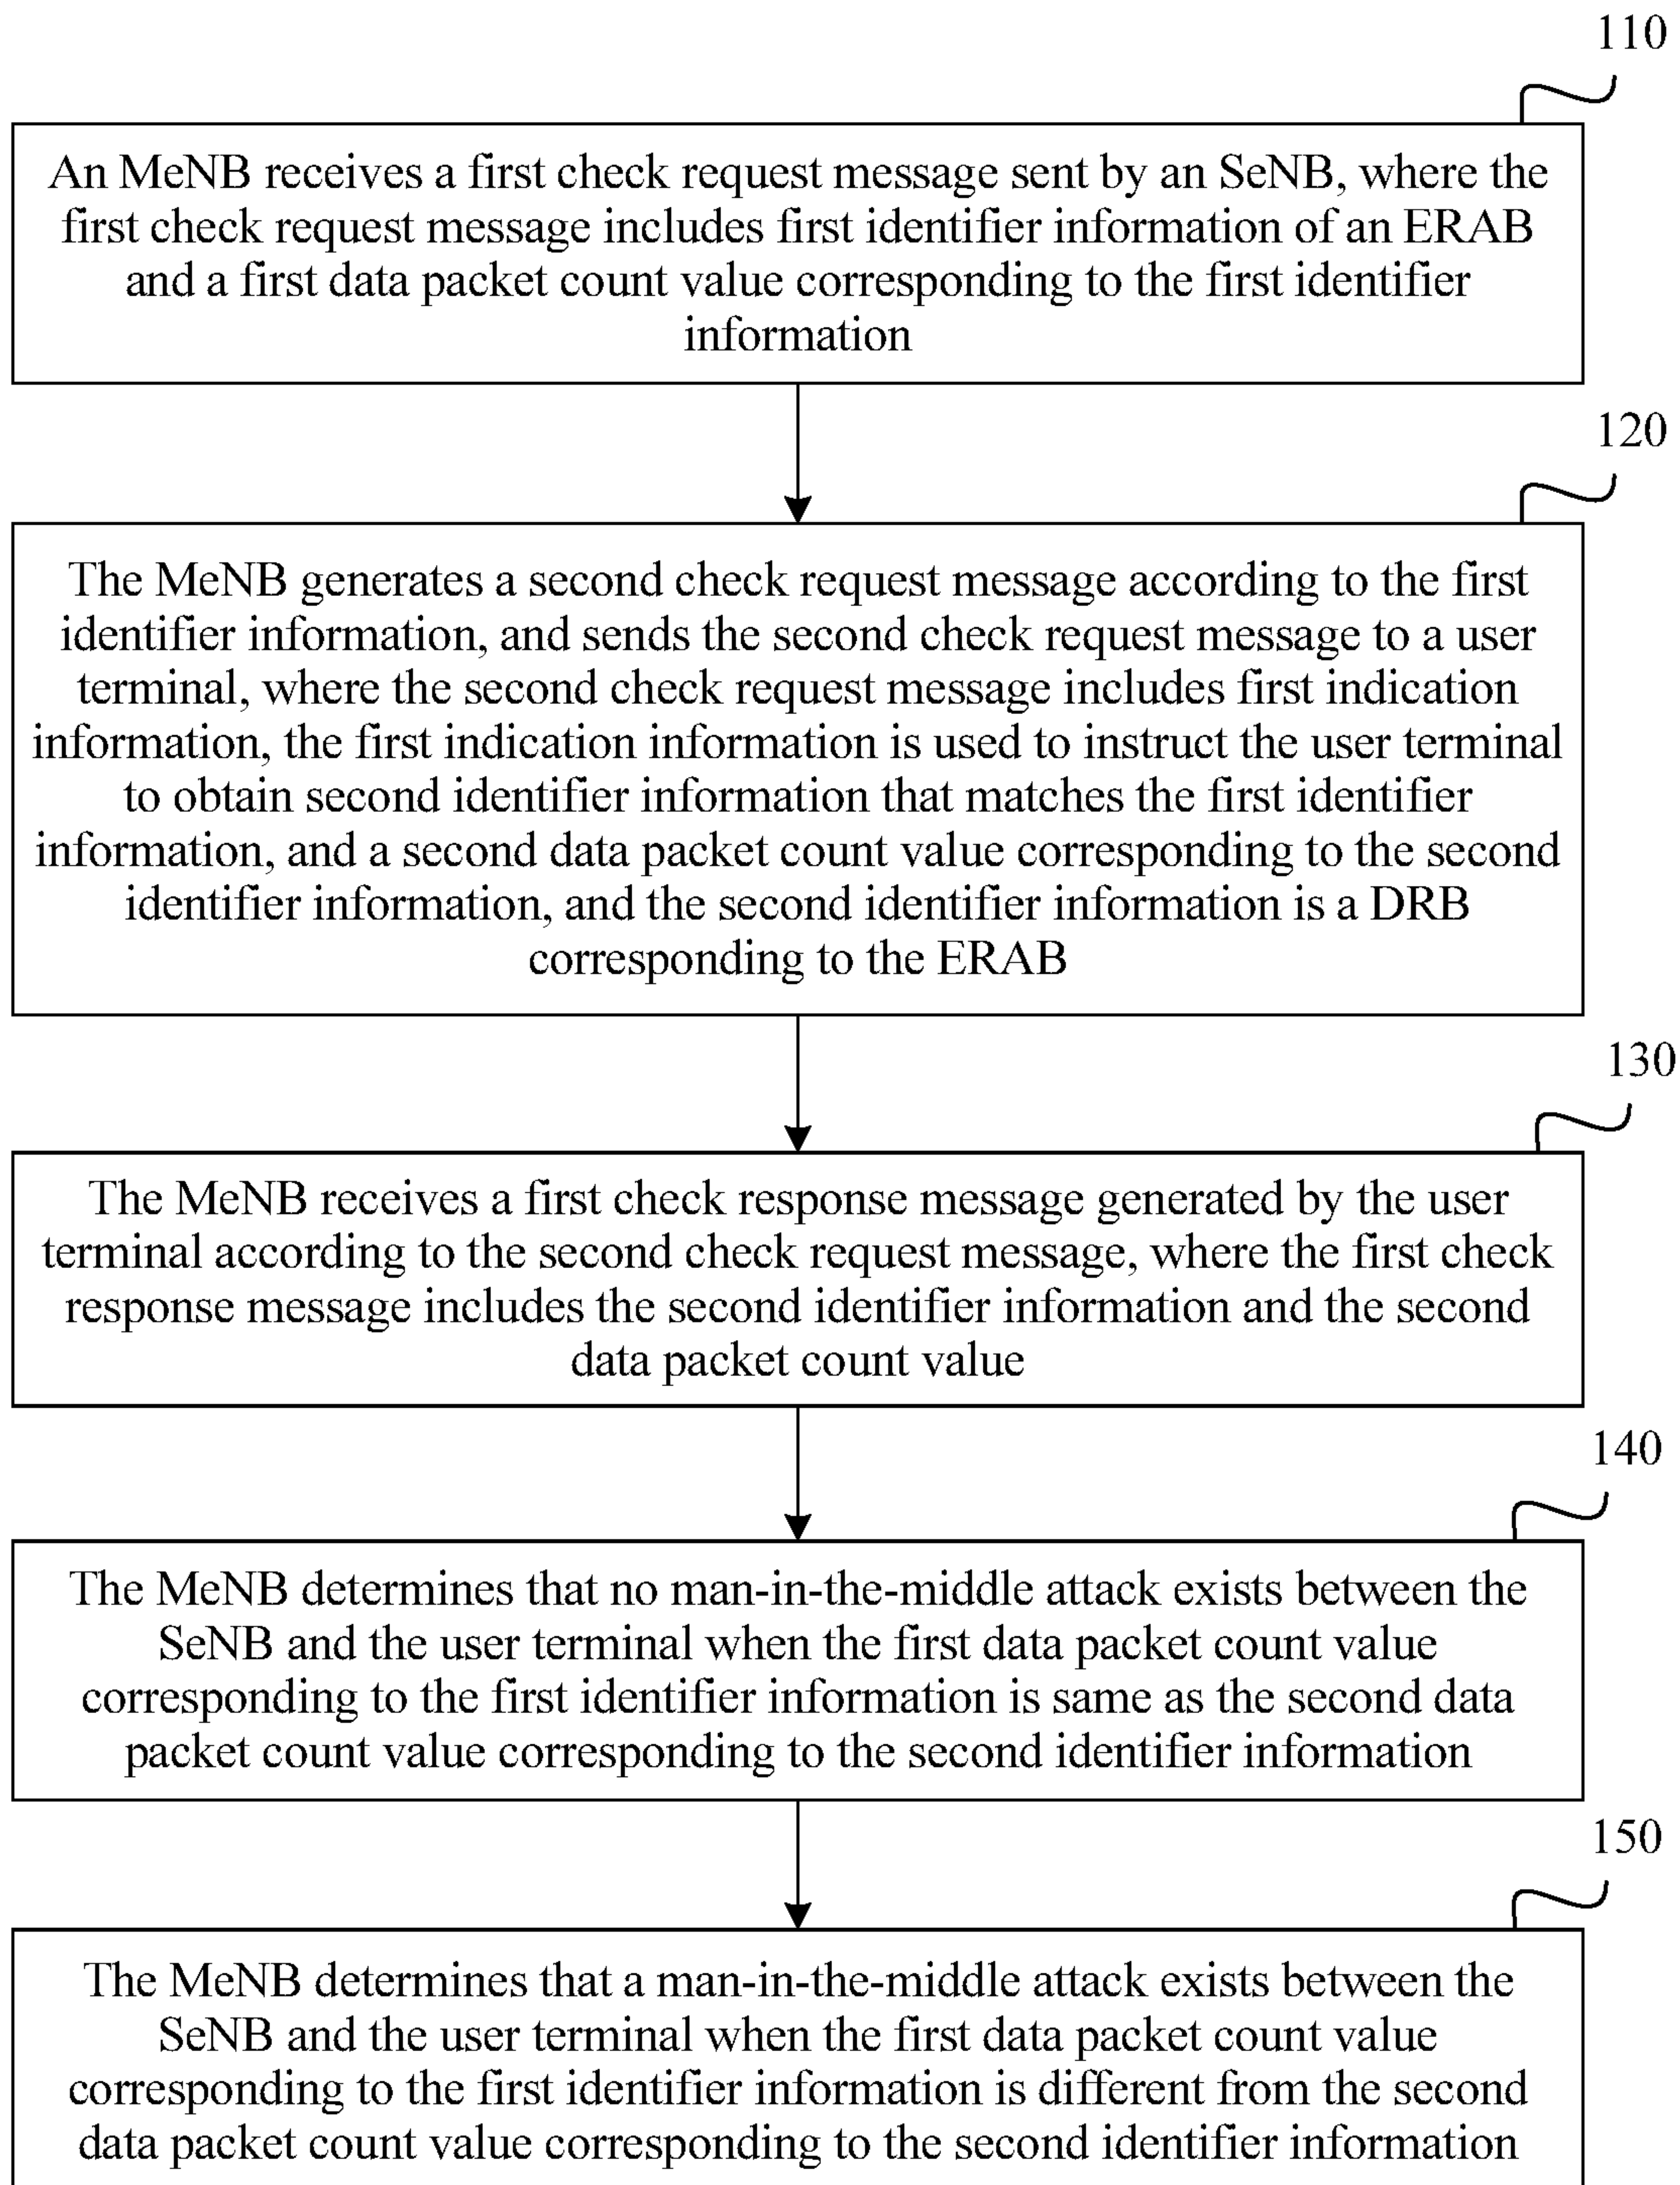 110
An MeNB receives a first check request message sent by an SeNB, where the
first check request message includes first identifier information of an ERAB
and a first data packet count value corresponding to the first identifier
information
120
The MeNB generates a second check request message according to the first
identifier information, and sends the second check request message to a user
terminal, where the second check request message includes first indication
information, the first indication information is used to instruct the user terminal
to obtain second identifier information that matches the first identifier
information, and a second data packet count value corresponding to the second
identifier information, and the second identifier information is a DRB
corresponding to the ERAB
130
The MeNB receives a first check response message generated by the user
terminal according to the second check request message, where the first check
response message includes the second identifier information and the second
data packet count value
140
The MeNB determines that no man-in-the-middle attack exists between the
SeNB and the user terminal when the first data packet count value
corresponding to the first identifier information is same as the second data
packet count value corresponding to the second identifier information
150
The MeNB determines that a man-in-the-middle attack exists between the
SeNB and the user terminal when the first data packet count value
corresponding to the first identifier information is different from the second
data packet count value corresponding to the second identifier information